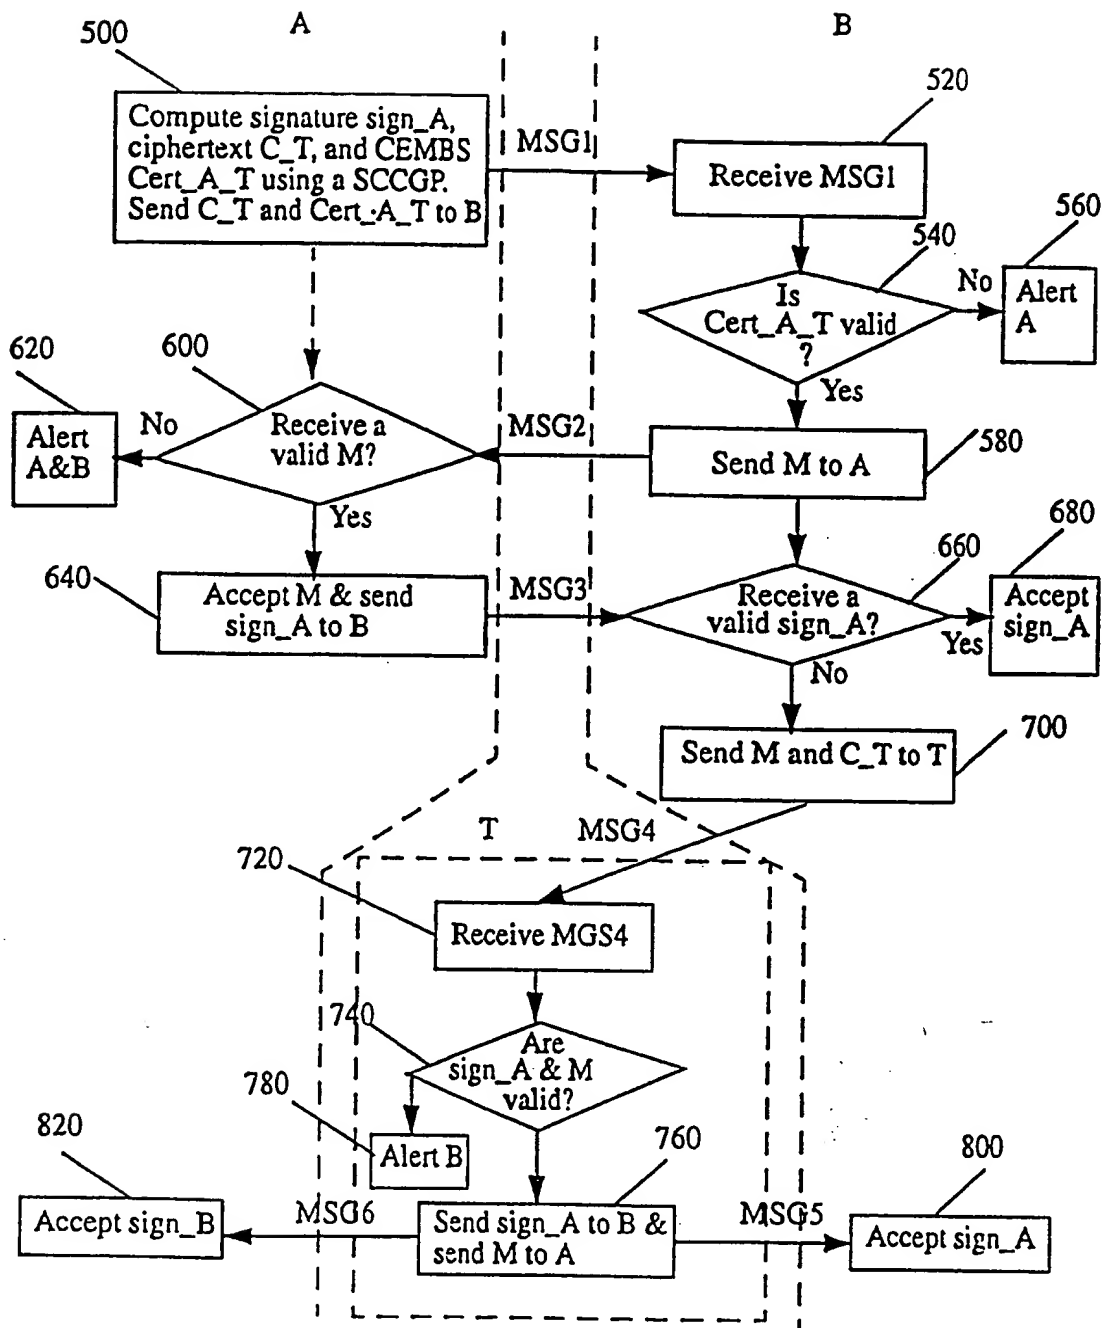 A
B
500
520
Compute signature sign_A,
ciphertext C_T, and CEMBS
Cert_A_T using a SCCGP.
Send C_T and Cert_A_T to B
MSG1
Receive MSG1
540
560
Is
Cert_A_T valid
?
No
Alert
A
Yes
620
600
Receive a
valid M?
No
Alert
A&B
MSG2
Send M to A
580
Yes
680
660
640
Accept M & send
sign_A to B
MSG3
Receive a
valid sign_A?
Yes
Accept
sign_A
No
Send M and C_T to T
700
T
MSG4
720
Receive MGS4
740
Are
sign_A & M
valid?
780
Alert B
820
760
800
Accept sign_B
MSG6
Send sign_A to B &
send M to A
MSG5
Accept sign_A